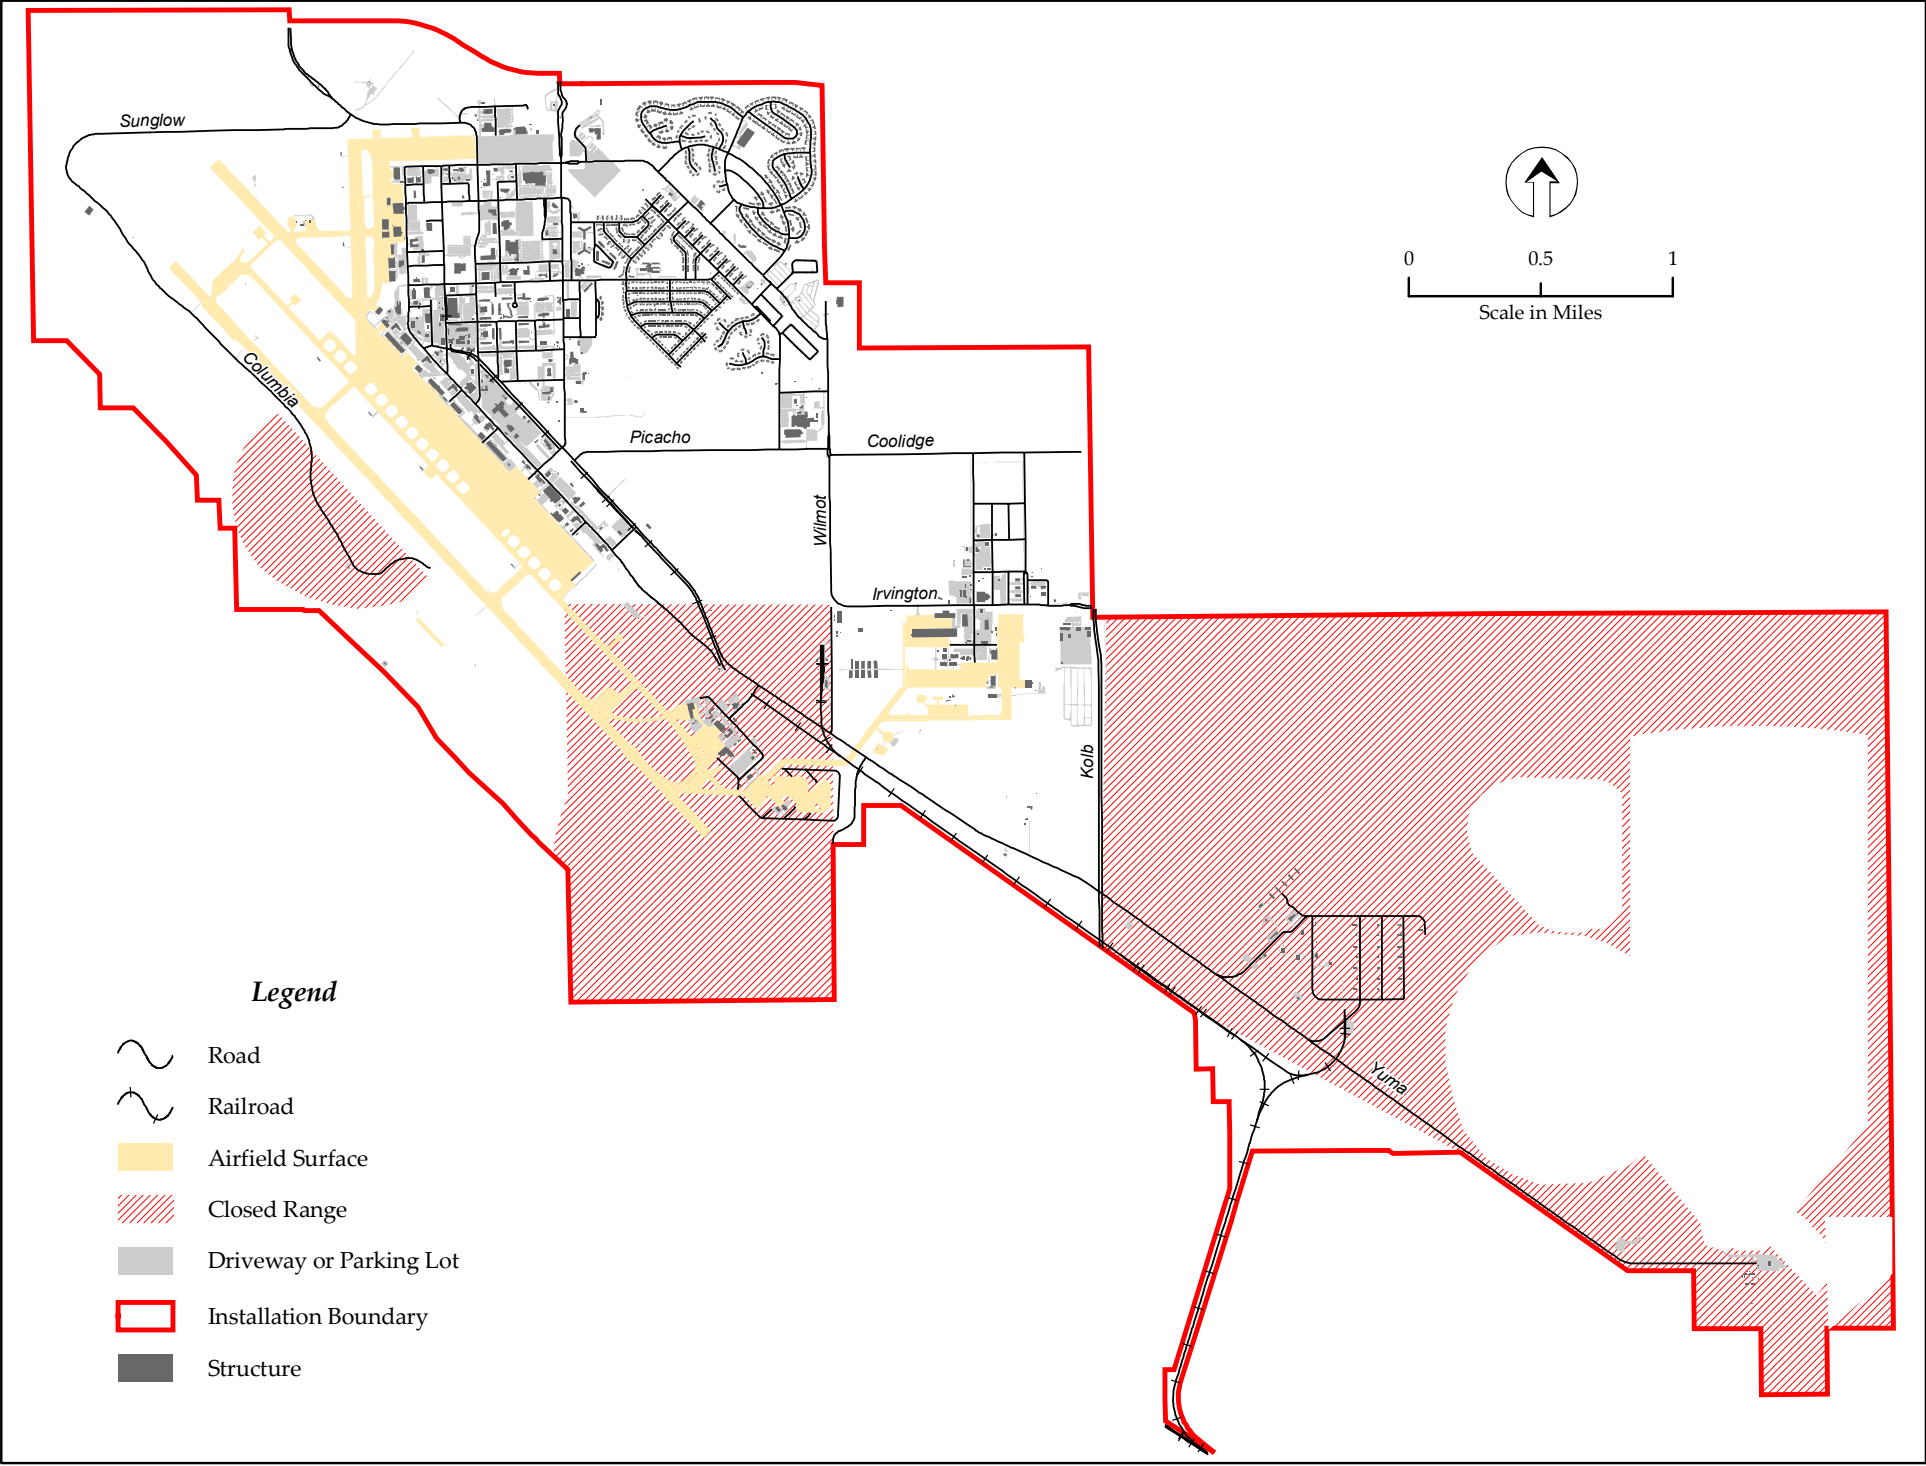 Sunglow
0 0.5 1
Scale in Miles
Columbia
Picacho
Coolidge
Wilmot
Irvington
Kolb
Yuma
Legend
Road
Railroad
Airfield Surface
Closed Range
Driveway or Parking Lot
Installation Boundary
Structure